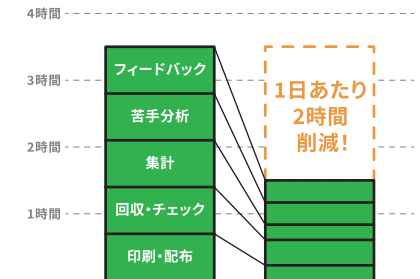 4時間
3時間
2時間
1時間
フィードバック
苦手分析
集計
回収・チェック
印刷・配布
1日あたり
2時間
削減!